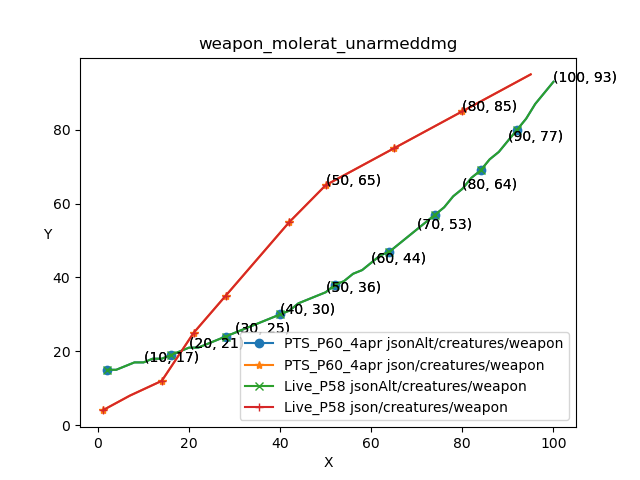 weapon_molerat_unarmeddmg
(100, 93)
(80, 85)
80
(90, 77)
(50, 65)
(80, 64)
60
(70, 53)
Y
(60, 44)
40
(50, 36)
(40, 30)
(30, 25)
(20, 21)
(10, 17)
20
0
PTS_P60_4apr jsonAlt/creatures/weapon
PTS_P60_4apr json/creatures/weapon
Live_P58 jsonAlt/creatures/weapon
Live_P58 json/creatures/weapon
0 20 40 60 80 100
X